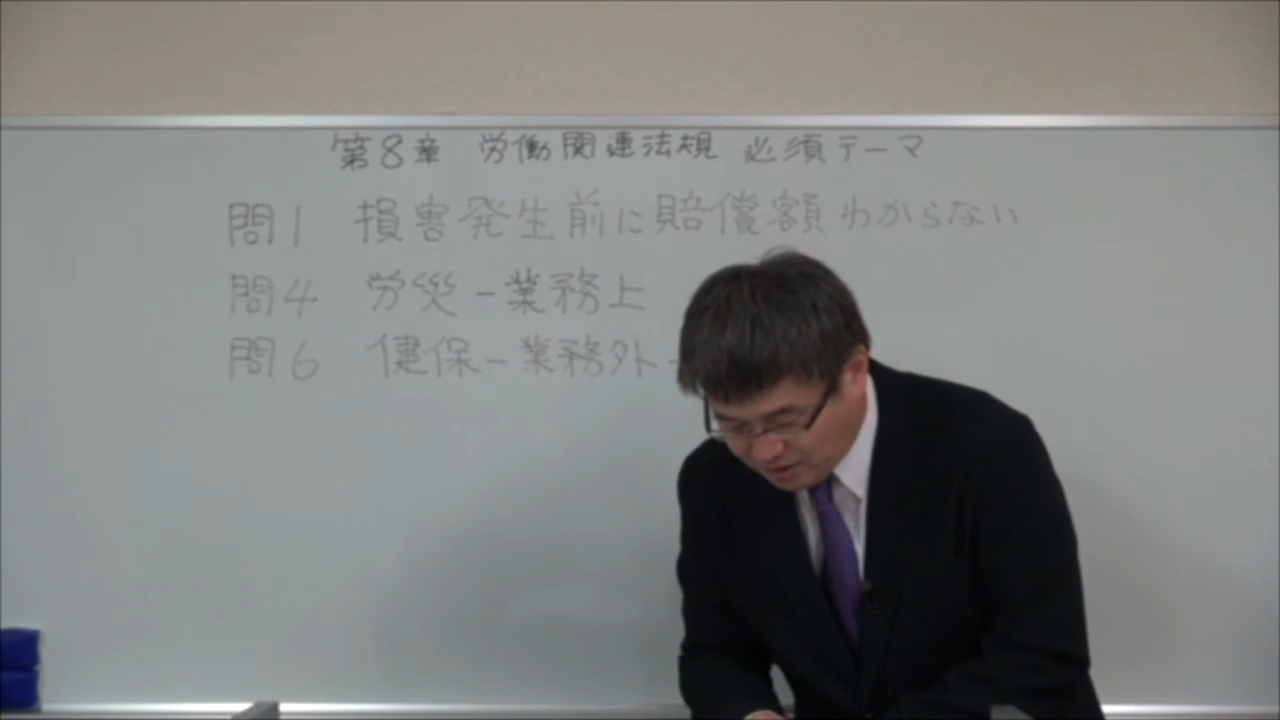 第8章 労働関連法規 必須テーマ
問1 損害発生前に賠償額わからない
問4 労災-業務上
問6 健保-業務外-